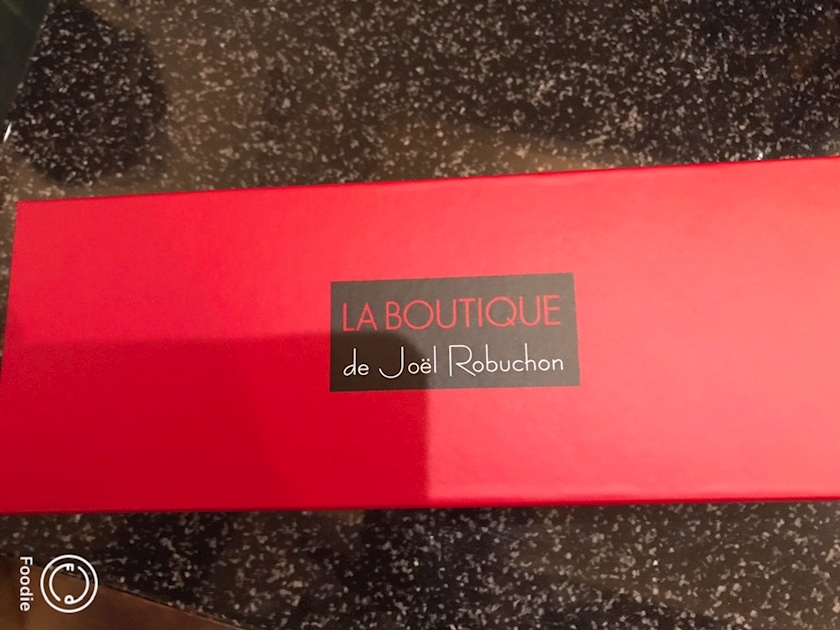 LA BOUTIQUE
de Joël Robuchon
Foodie